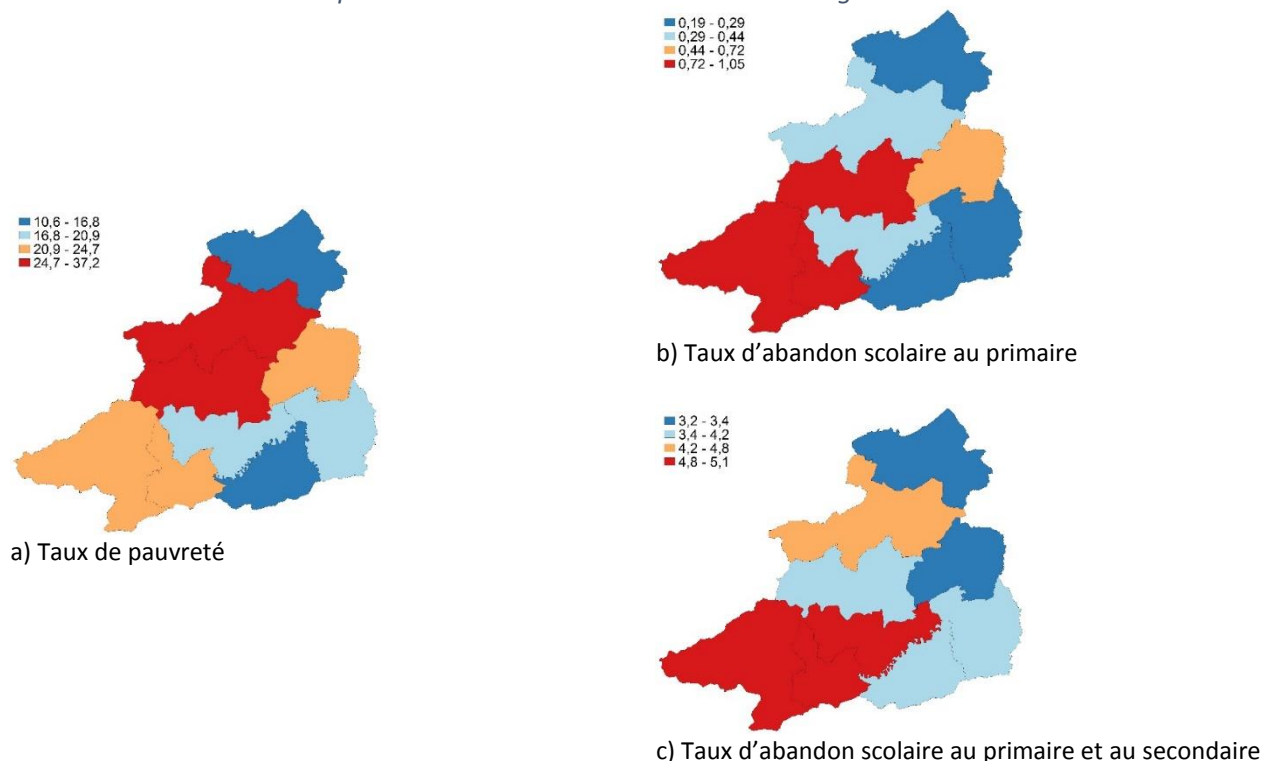 0,19 - 0,29
0,29 - 0,44
0,44 - 0,72
0,72 - 1,05
b) Taux d'abandon scolaire au primaire
10,6 - 16,8
16,8 - 20,9
20,9 - 24,7
24,7 - 37,2
a) Taux de pauvreté
3,2 - 3,4
3,4 - 4,2
4,2 - 4,8
4,8 - 5,1
c) Taux d'abandon scolaire au primaire et au secondaire